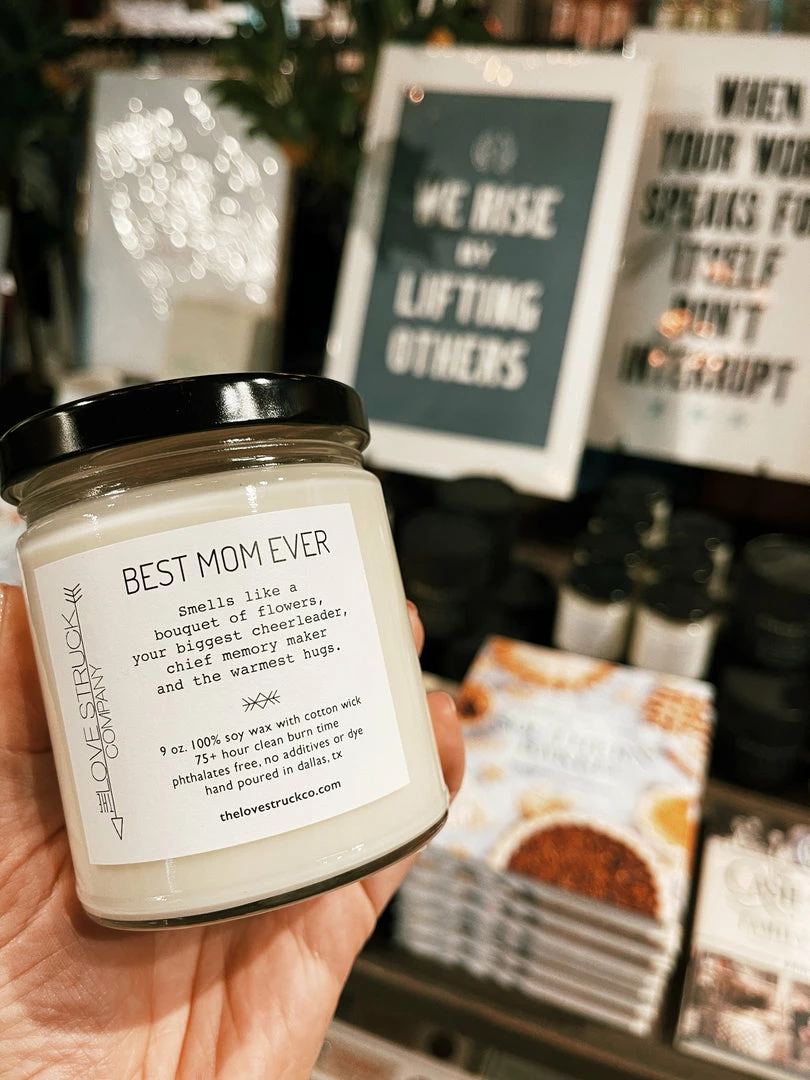 BEST MOM EVER
Smells like a
bouquet of flowers,
your biggest cheerleader,
chief memory maker
and the warmest hugs.
9 oz. 100% soy wax with cotton wick
75+ hour clean burn time
phthalates free, no additives or dye
hand poured in dallas, tx
thelovestruckco.com
LOVE STRUCK
COMPANY
WE RISE
BY
LIFTING
OTHERS
WHEN
YOUR
SPEAKS
ITSELF
DON'T
INTERRUPT